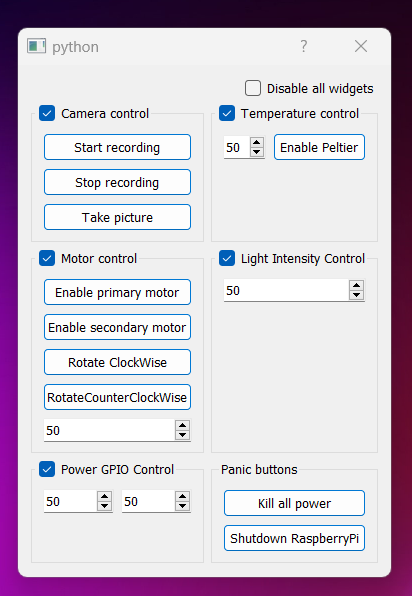 python ?
Disable all widgets
Camera control
Start recording
Stop recording
Take picture
Temperature control
50
Enable Peltier
Motor control
Enable primary motor
Enable secondary motor
Rotate ClockWise
RotateCounterClockWise
50
Light Intensity Control
50
Power GPIO Control
50 50
Panic buttons
Kill all power
Shutdown RaspberryPi